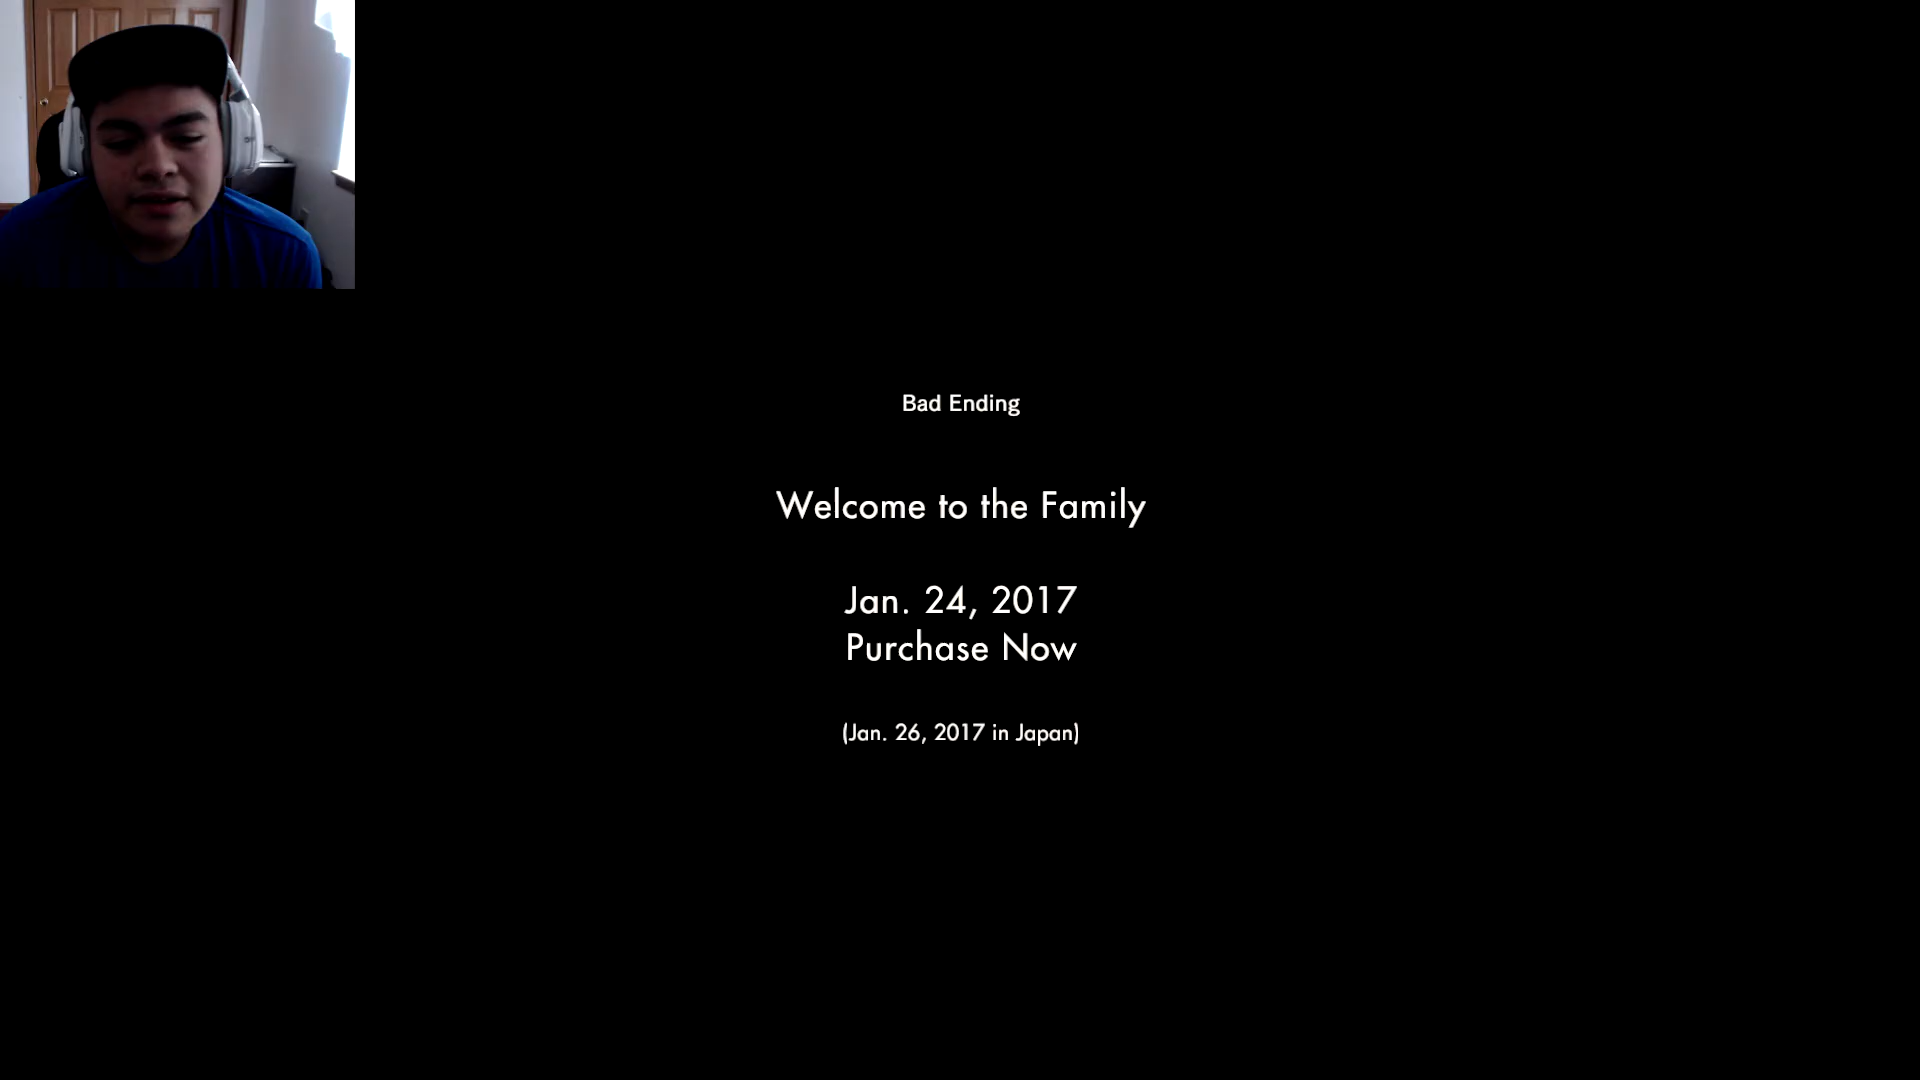 Bad Ending
Welcome to the Family
Jan. 24, 2017
Purchase Now
(Jan. 26, 2017 in Japan)